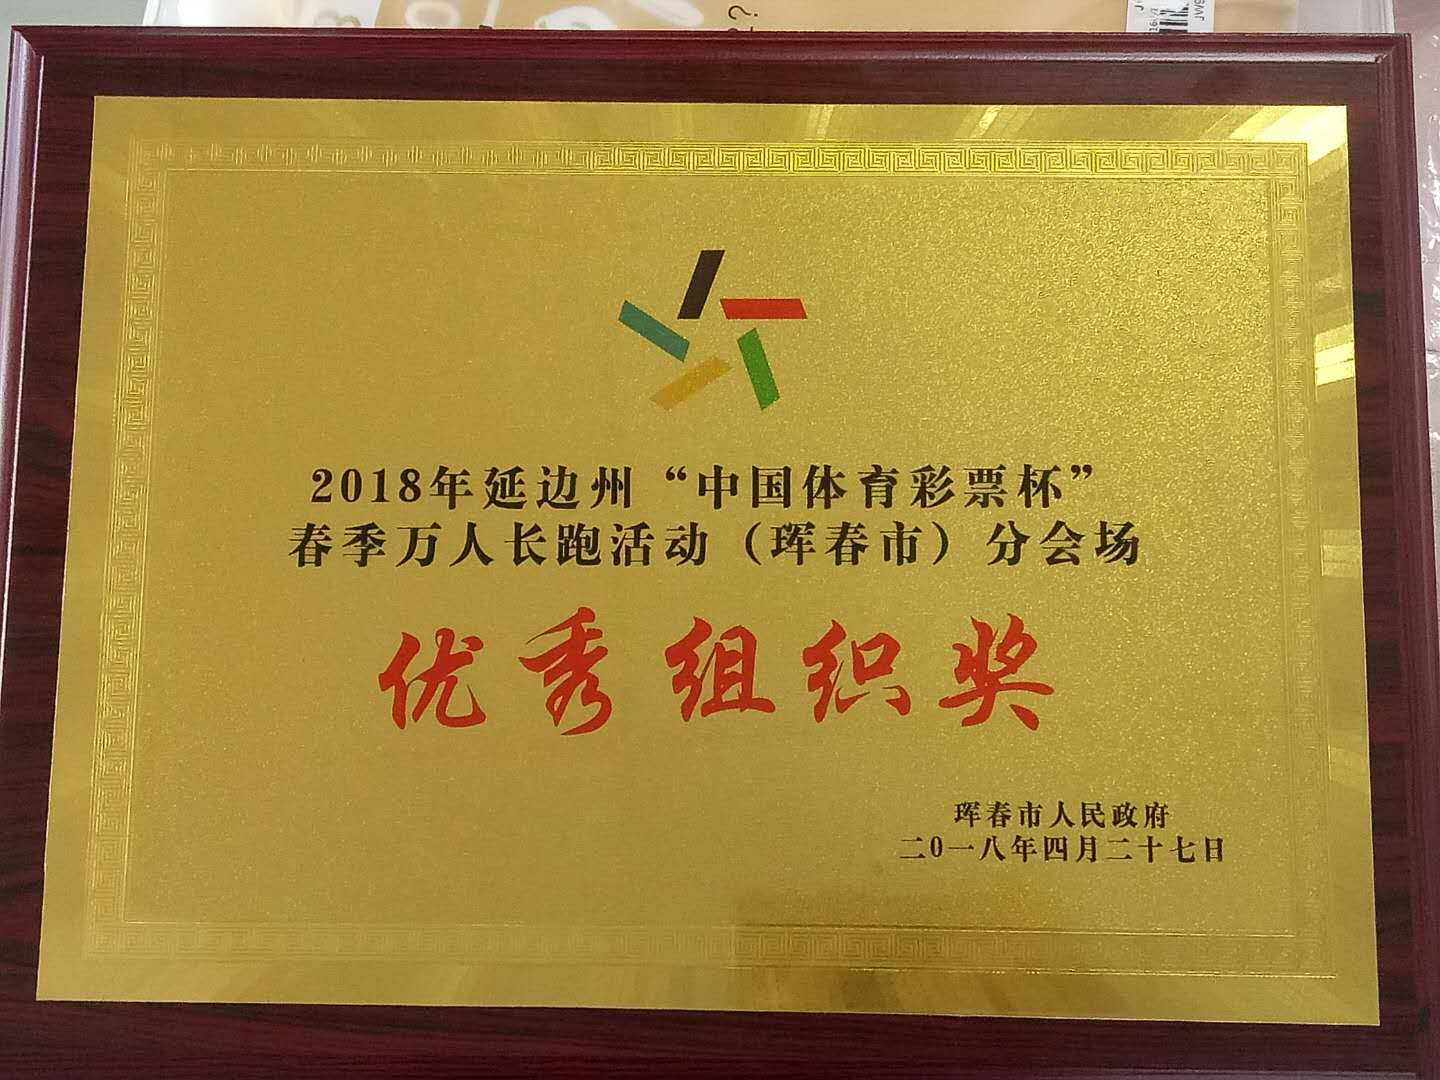 2018年延边州“中国体育彩票杯”
春季万人长跑活动（珲春市）分会场
优秀组织奖
珲春市人民政府
二0一八年四月二十七日